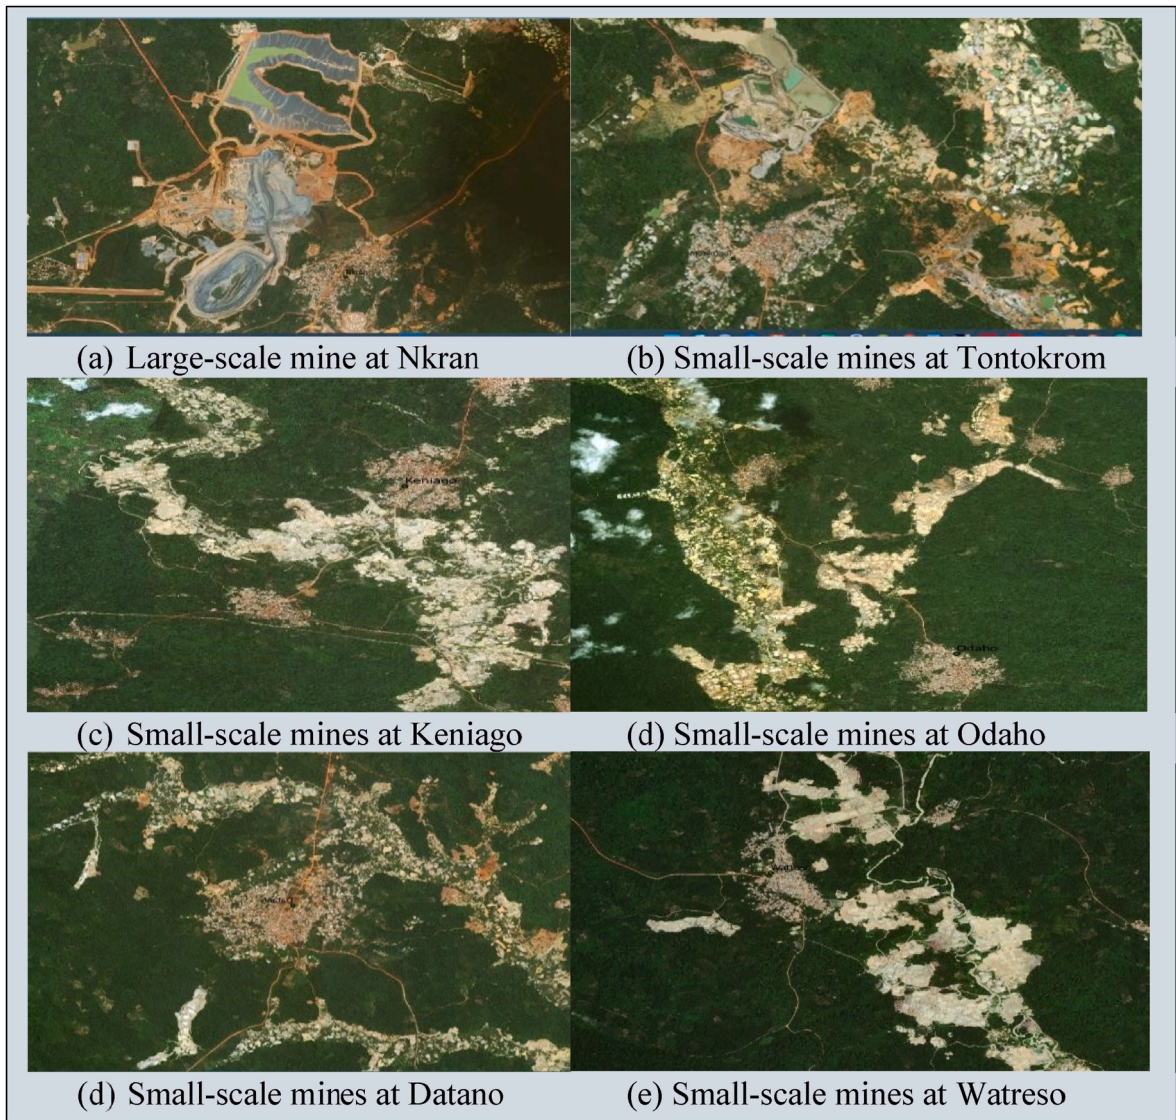 (a) Large-scale mine at Nkran
(b) Small-scale mines at Tontokrom
Keniago
Odaho
(c) Small-scale mines at Keniago
(d) Small-scale mines at Odaho
(d) Small-scale mines at Datano
(e) Small-scale mines at Watreso